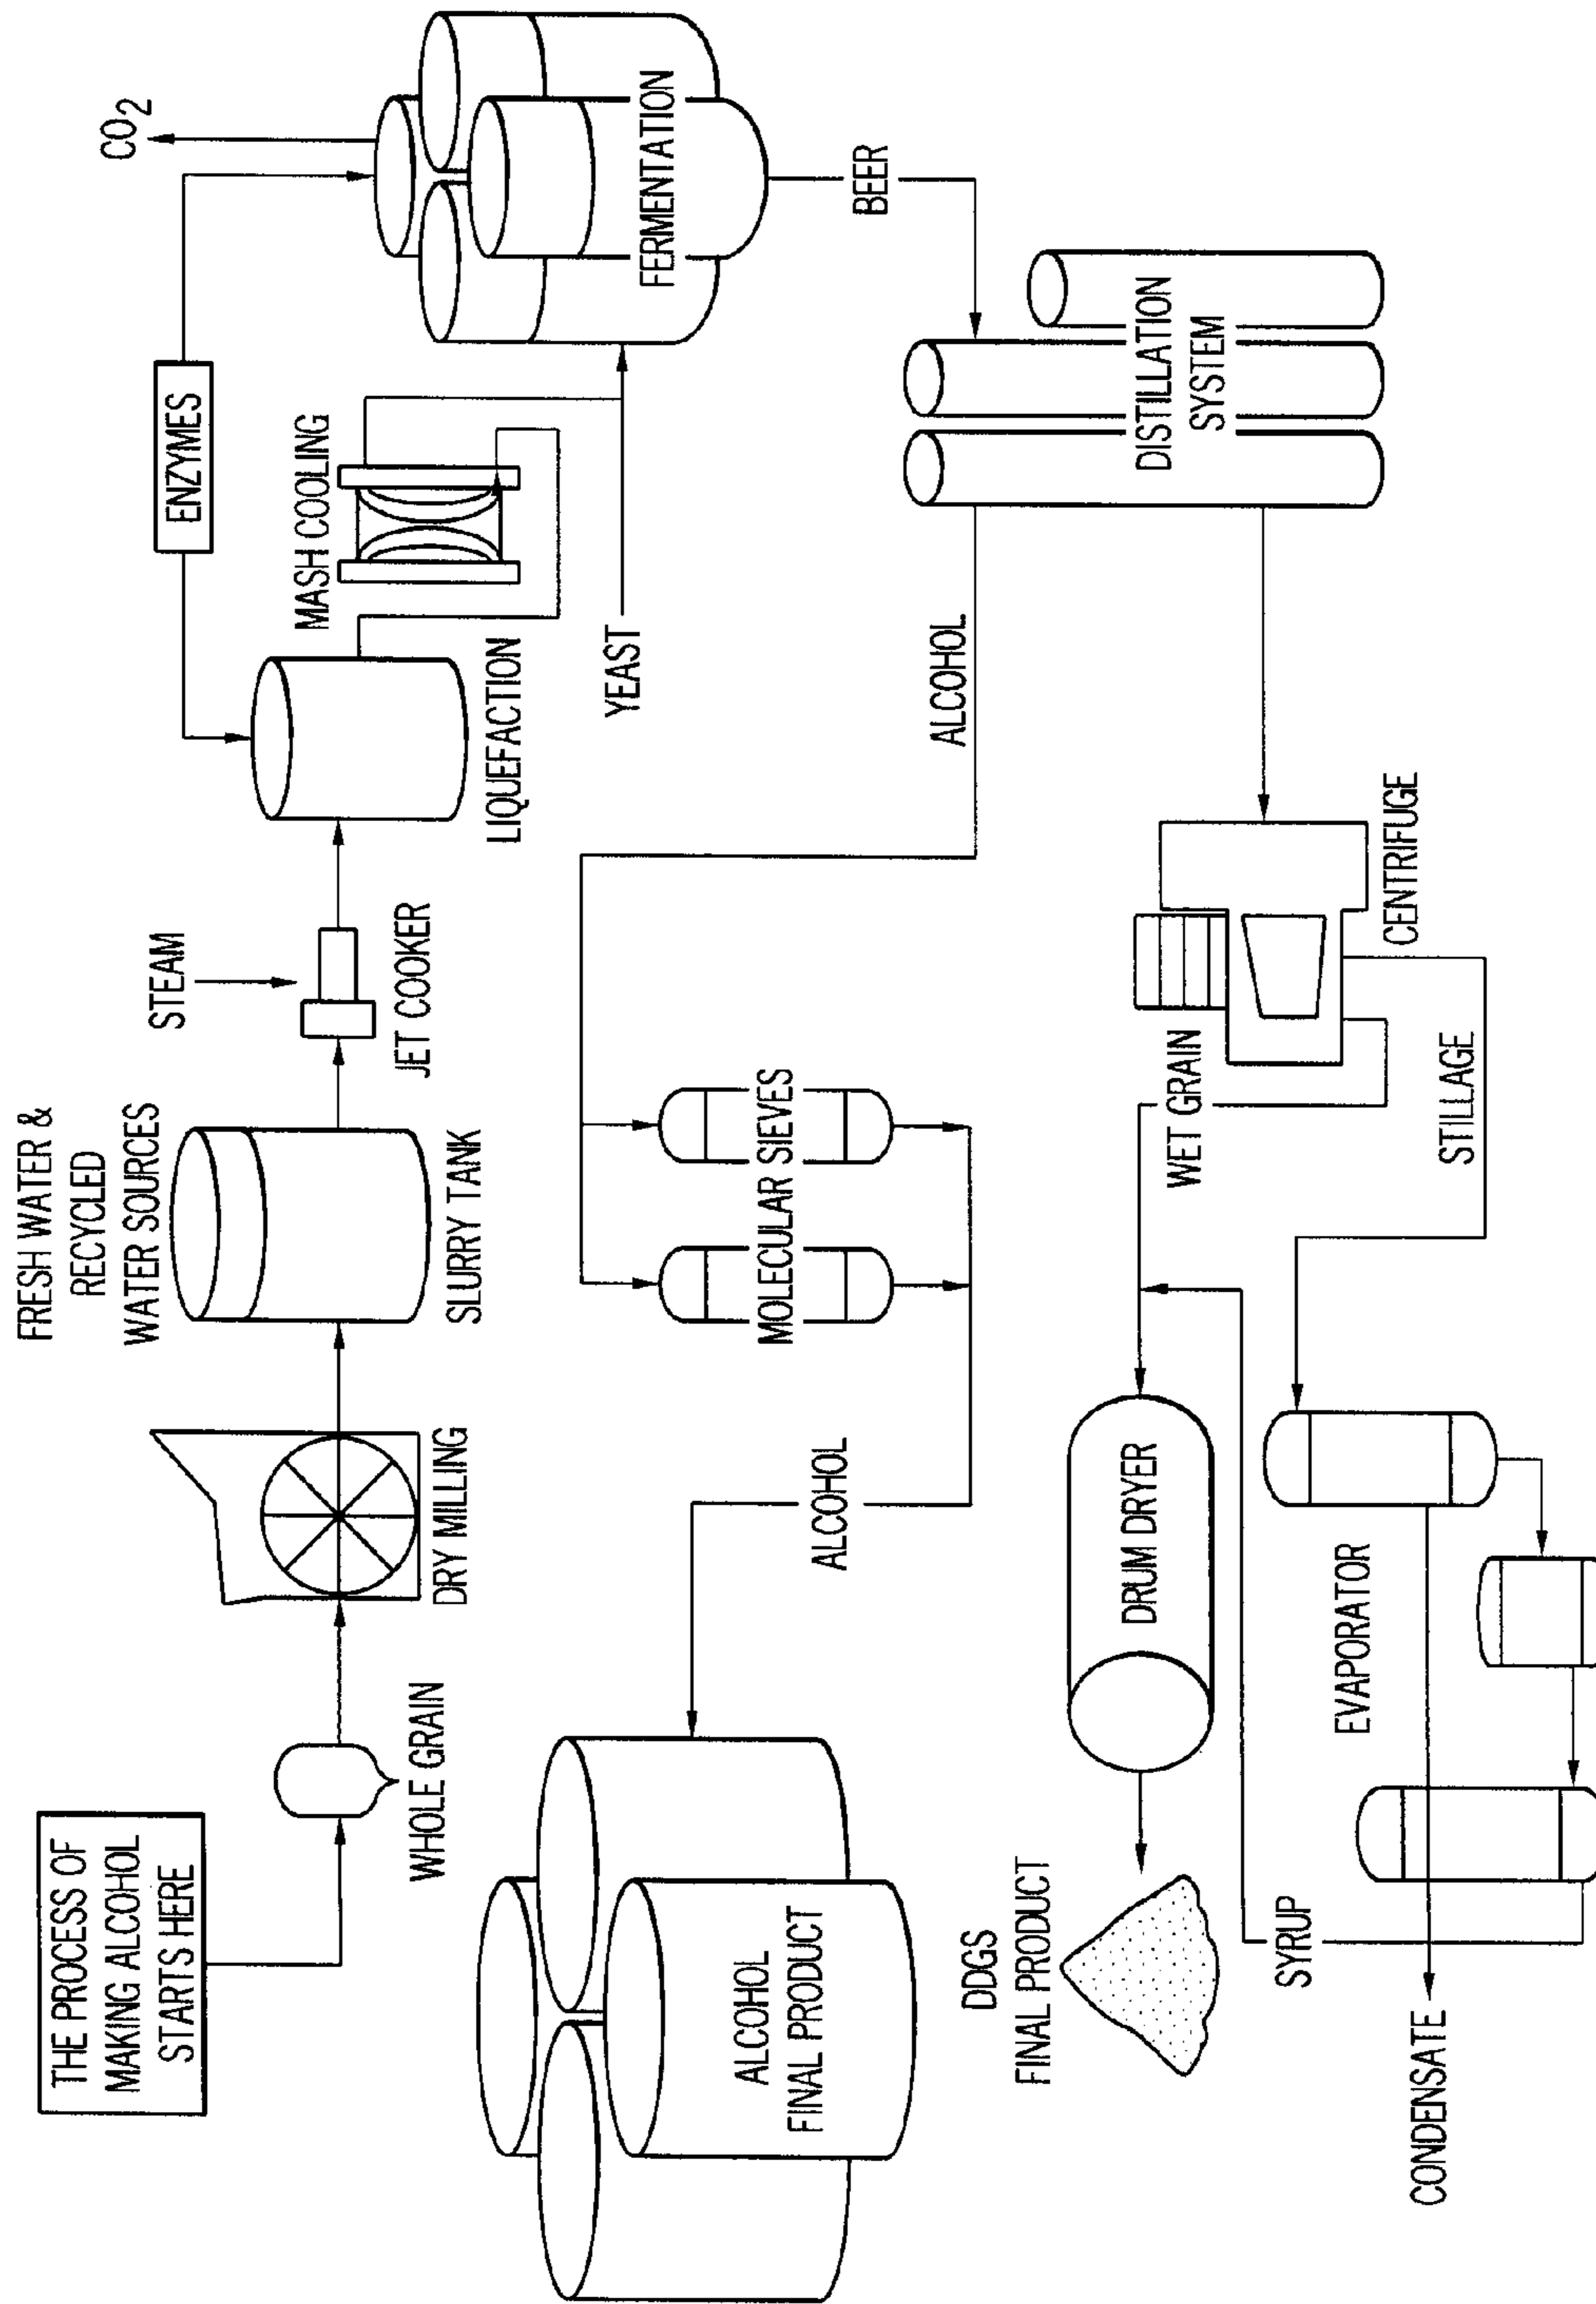 THE PROCESS OF
MAKING ALCOHOL
STARTS HERE
WHOLE GRAIN
DRY MILLING
FRESH WATER &
RECYCLED
WATER SOURCES
SLURRY TANK
STEAM
JET COOKER
LIQUEFACTION
ENZYMES
MASH COOLING
YEAST
CO2
FERMENTATION
BEER
DISTILLATION
SYSTEM
ALCOHOL
MOLECULAR SIEVES
ALCOHOL
ALCOHOL
FINAL PRODUCT
CENTRIFUGE
WET GRAIN
STILLAGE
DRUM DRYER
DDGS
FINAL PRODUCT
EVAPORATOR
SYRUP
CONDENSATE